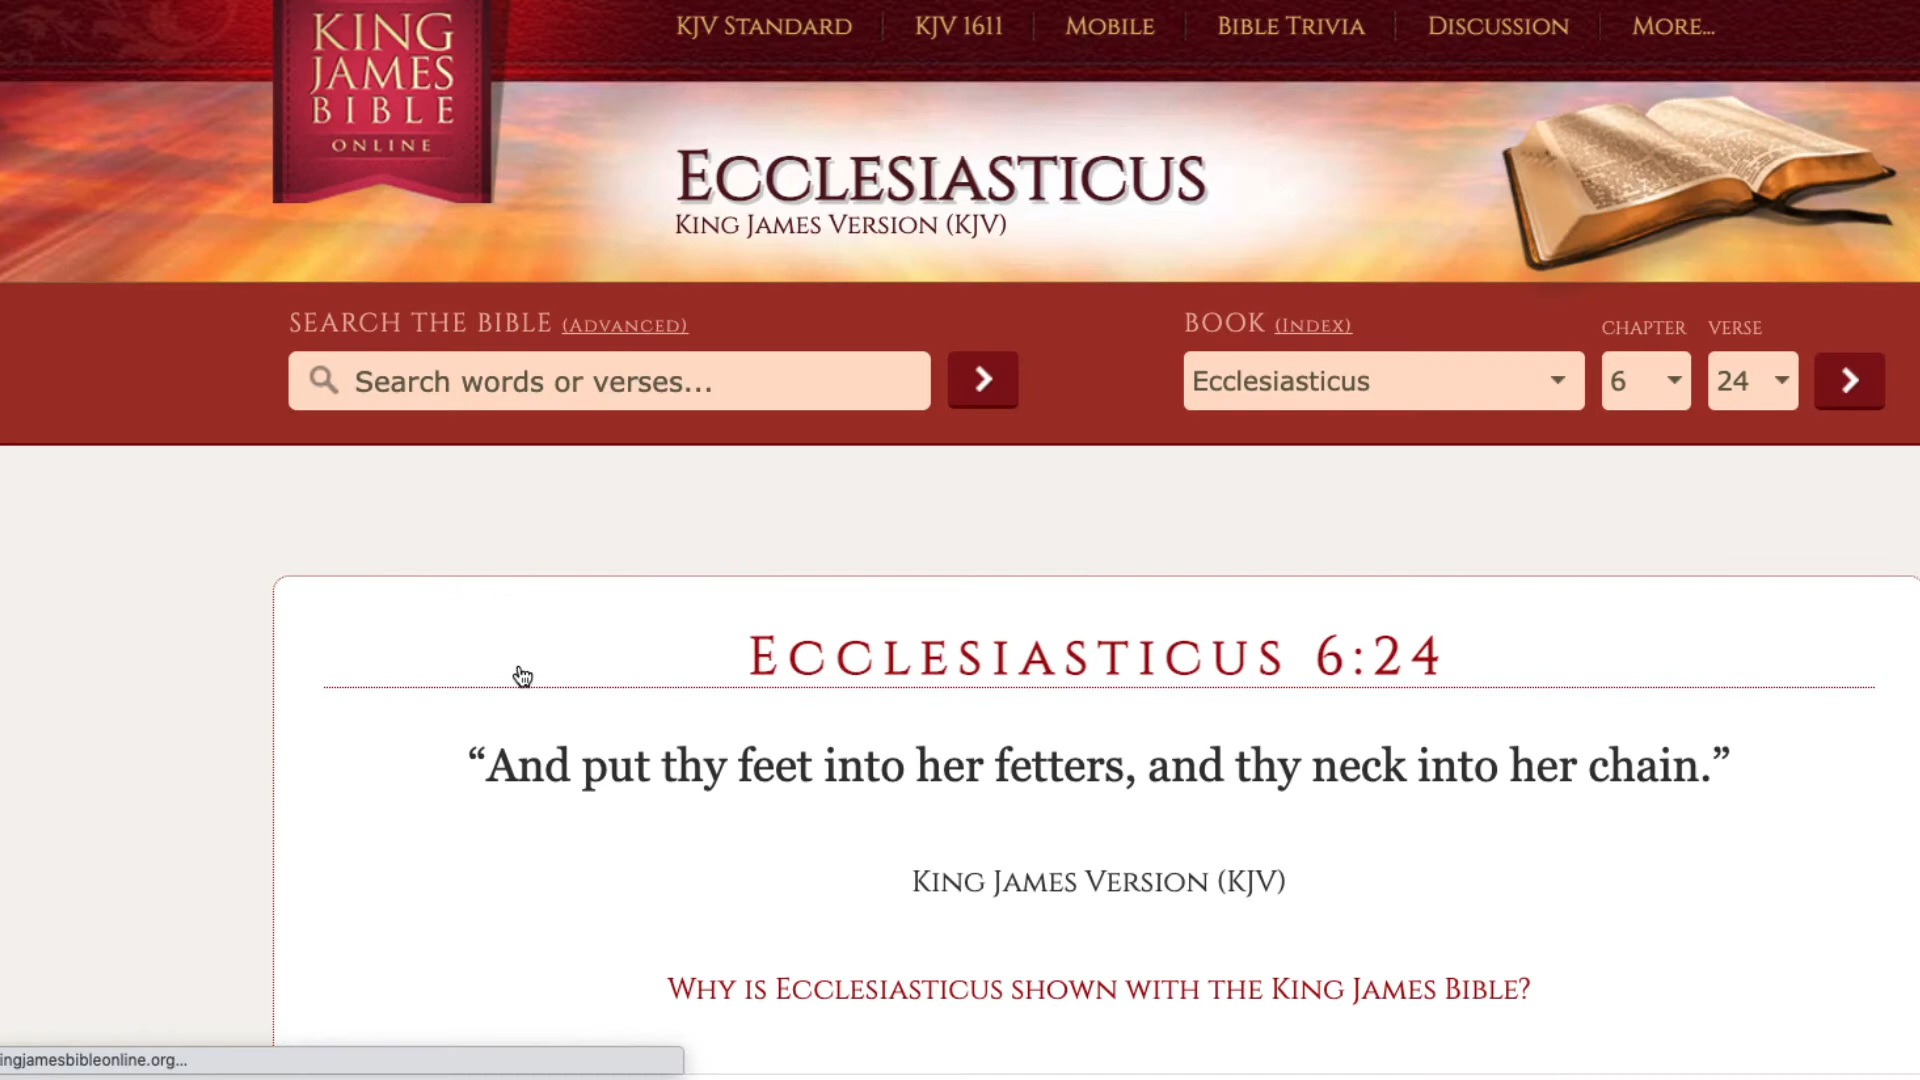 KING
JAMES
BIBLE
ONLINE
KJV STANDARD
KJV 1611
MOBILE
BIBLE TRIVIA
DISCUSSION
MORE...
ECCLESIASTICUS
KING JAMES VERSION (KJV)
SEARCH THE BIBLE (ADVANCED)
BOOK (INDEX)
CHAPTER
VERSE
Search words or verses...
Ecclesiasticus
6
24
ECCLESIASTICUS 6:24
“And put thy feet into her fetters, and thy neck into her chain.”
KING JAMES VERSION (KJV)
WHY IS ECCLESIASTICUS SHOWN WITH THE KING JAMES BIBLE?
ingjamesbibleonline.org...